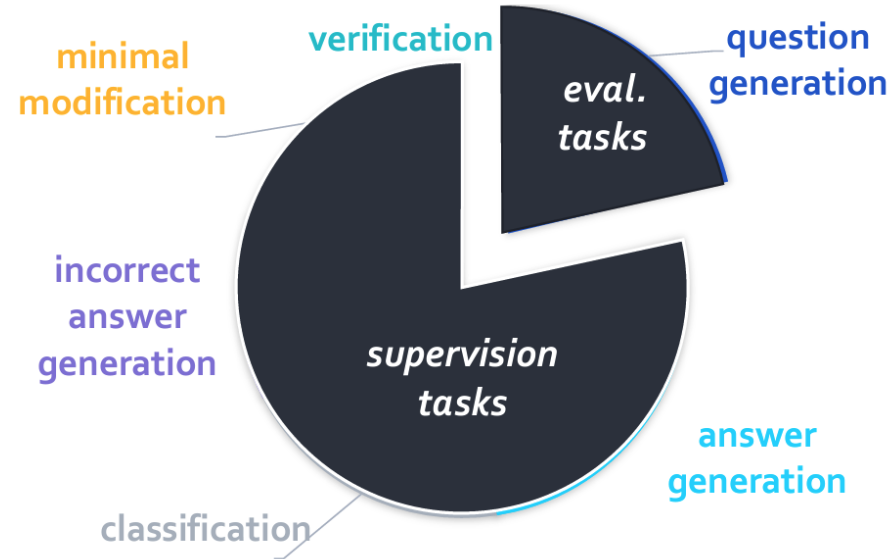 minimal
modification
verification
question
generation
eval.
tasks
incorrect
answer
generation
supervision
tasks
answer
generation
classification